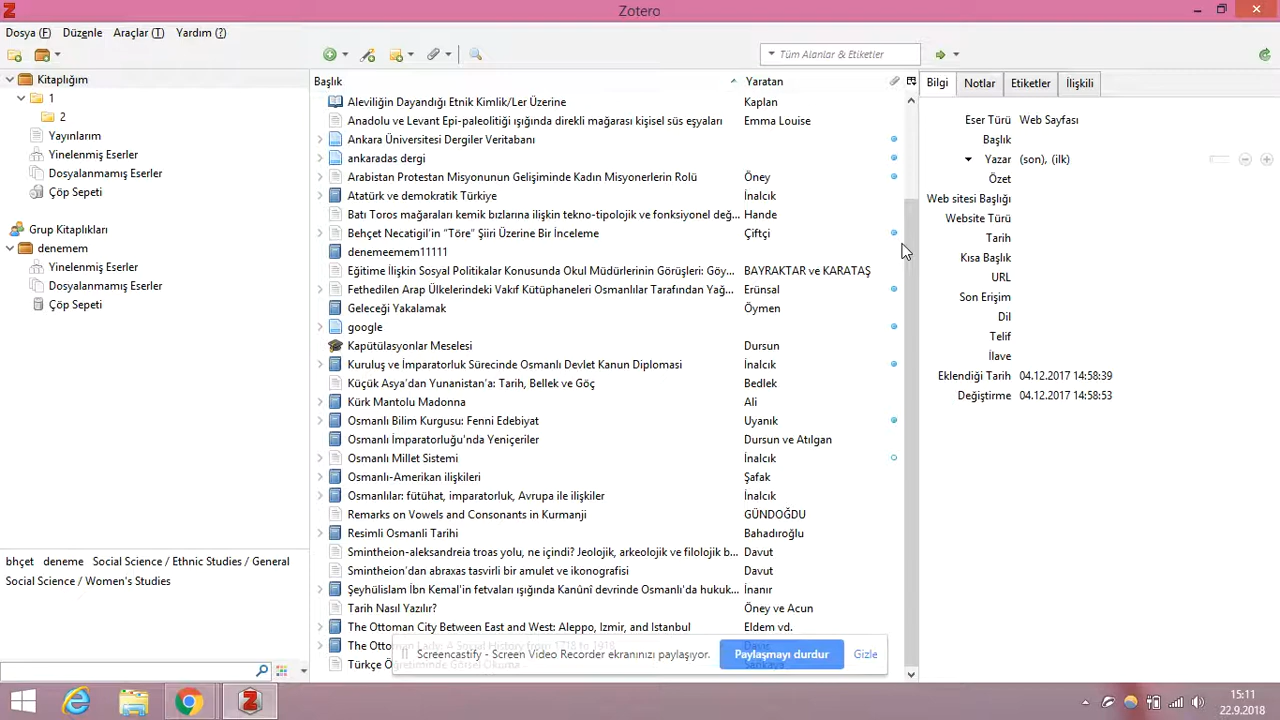 Zotero
Dosya (F) Düzenle Araçlar (T) Yardım (?)
Tüm Alanlar & Etiketler
Kitaplığım
1
2
Yayınlarım
Yinelenmiş Eserler
Dosyalanmamış Eserler
Çöp Sepeti
Grup Kitaplıkları
denemem
Yinelenmiş Eserler
Dosyalanmamış Eserler
Çöp Sepeti
bhçet deneme Social Science / Ethnic Studies / General
Social Science / Women's Studies
Başlık Yaratan
Aleviliğin Dayandığı Etnik Kimlik/Ler Üzerine Kaplan
Anadolu ve Levant Epi-paleolitiği ışığında direkli mağarası kişisel süs eşyaları Emma Louise
Ankara Üniversitesi Dergiler Veritabanı
ankaradas dergi
Arabistan Protestan Misyonunun Gelişiminde Kadın Misyonerlerin Rolü Öney
Atatürk ve demokratik Türkiye İnalcık
Batı Toros mağaraları kemik bızlarına ilişkin tekno-tipolojik ve fonksiyonel değ... Hande
Behçet Necatigil'in “Töre” Şiiri Üzerine Bir İnceleme Çiftçi
denemeemem11111
Eğitime İlişkin Sosyal Politikalar Konusunda Okul Müdürlerinin Görüşleri: Göy... BAYRAKTAR ve KARATAŞ
Fethedilen Arap Ülkelerindeki Vakıf Kütüphaneleri Osmanlılar Tarafından Yağ... Erünsal
Geleceği Yakalamak Öymen
google
Kapütülasyonlar Meselesi Dursun
Kuruluş ve İmparatorluk Sürecinde Osmanlı Devlet Kanun Diplomasi İnalcık
Küçük Asya'dan Yunanistan'a: Tarih, Bellek ve Göç Bedlek
Kürk Mantolu Madonna Ali
Osmanlı Bilim Kurgusu: Fenni Edebiyat Uyanık
Osmanlı İmparatorluğu'nda Yeniçeriler Dursun ve Atılgan
Osmanlı Millet Sistemi İnalcık
Osmanlı-Amerikan ilişkileri Şafak
Osmanlılar: fütühat, imparatorluk, Avrupa ile ilişkiler İnalcık
Remarks on Vowels and Consonants in Kurmanji GÜNDOĞDU
Resimli Osmanli Tarihi Bahadıroğlu
Smintheion-aleksandreia troas yolu, ne içindi? Jeolojik, arkeolojik ve filolojik b... Davut
Smintheion'dan abraxas tasvirli bir amulet ve ikonografisi Davut
Şeyhülislam İbn Kemal'in fetvaları ışığında Kanûnî devrinde Osmanlı'da hukuk... İnanır
Tarih Nasıl Yazılır? Öney ve Acun
The Ottoman City Between East and West: Aleppo, Izmir, and Istanbul Eldem vd.
The Ottoman Lady: A Social History from 1718 to 1918 Davis
Türkçe Öğretiminde Görsel Okuma
Screencastify - Screen Video Recorder ekranınızı paylaşıyor. Paylaşmayı durdur Gizle
Bilgi Notlar Etiketler İlişkili
Eser Türü Web Sayfası
Başlık
Yazar (son), (ilk)
Özet
Web sitesi Başlığı
Website Türü
Tarih
Kısa Başlık
URL
Son Erişim
Dil
Telif
İlave
Eklendiği Tarih 04.12.2017 14:58:39
Değiştirme 04.12.2017 14:58:53
15:11
22.9.2018